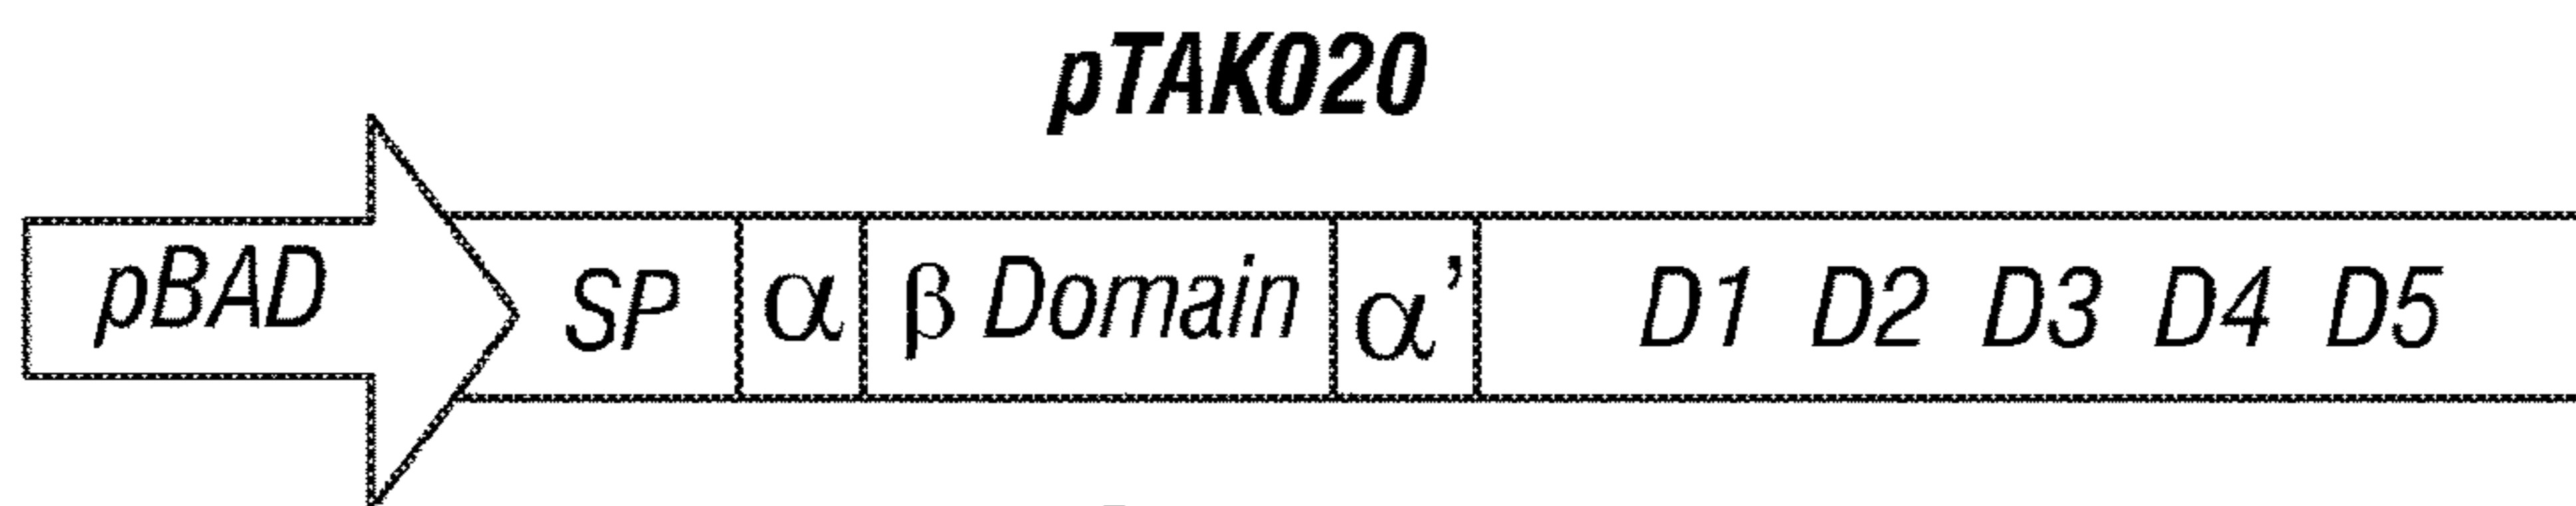 pTAK020
pBAD SP α β Domain α' D1 D2 D3 D4 D5